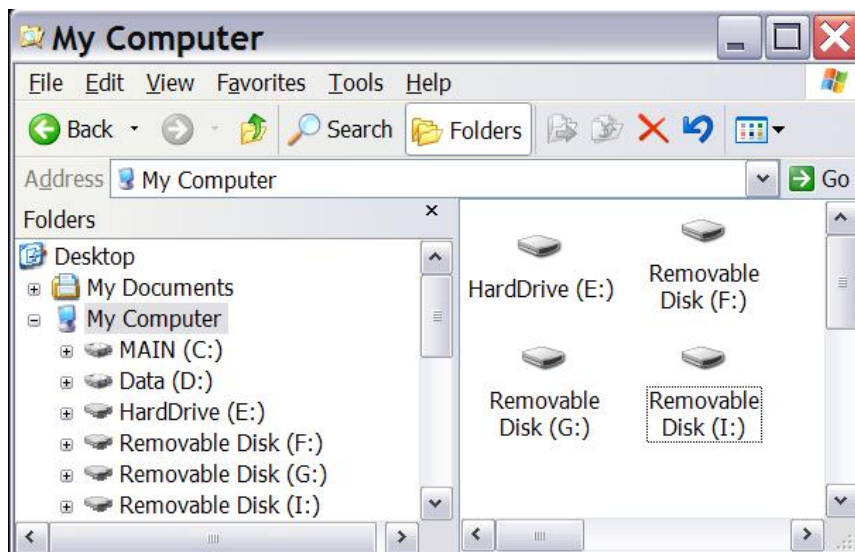 My Computer
File Edit View Favorites Tools Help
Back Search Folders
Address My Computer Go
Folders
Desktop
My Documents
My Computer
MAIN (C:)
Data (D:)
HardDrive (E:)
Removable Disk (F:)
Removable Disk (G:)
Removable Disk (I:)
HardDrive (E:)
Removable
Disk (F:)
Removable
Disk (G:)
Removable
Disk (I:)